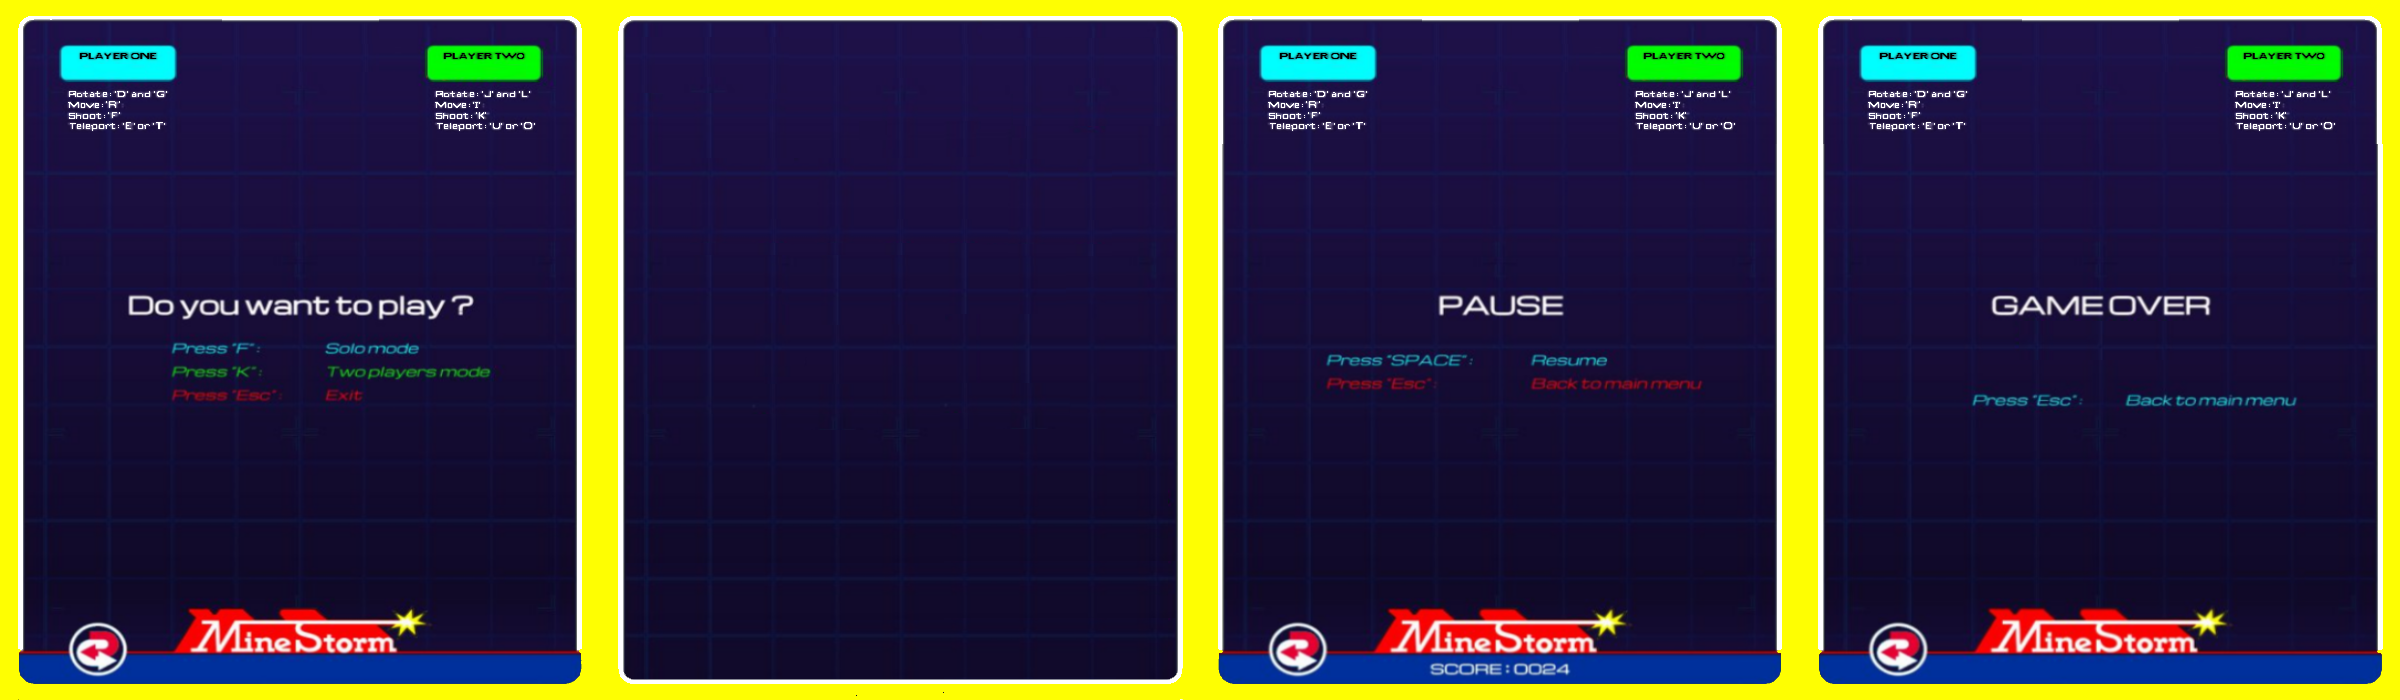 PLAYER ONE
Rotate: 'D' and 'G'
Move: 'R'
Shoot: 'F'
Teleport: 'E' or 'T'
PLAYER TWO
Rotate: 'J' and 'L'
Move: 'I'
Shoot: 'K'
Teleport: 'U' or 'O'
Do you want to play ?
Press "F" : Solo mode
Press "K" : Two players mode
Press "Esc" : Exit
MineStorm
PLAYER ONE
Rotate: 'D' and 'G'
Move: 'R'
Shoot: 'F'
Teleport: 'E' or 'T'
PLAYER TWO
Rotate: 'J' and 'L'
Move: 'I'
Shoot: 'K'
Teleport: 'U' or 'O'
PAUSE
Press "SPACE" : Resume
Press "Esc" : Back to main menu
MineStorm
SCORE : 0024
PLAYER ONE
Rotate: 'D' and 'G'
Move: 'R'
Shoot: 'F'
Teleport: 'E' or 'T'
PLAYER TWO
Rotate: 'J' and 'L'
Move: 'I'
Shoot: 'K'
Teleport: 'U' or 'O'
GAME OVER
Press "Esc" : Back to main menu
MineStorm